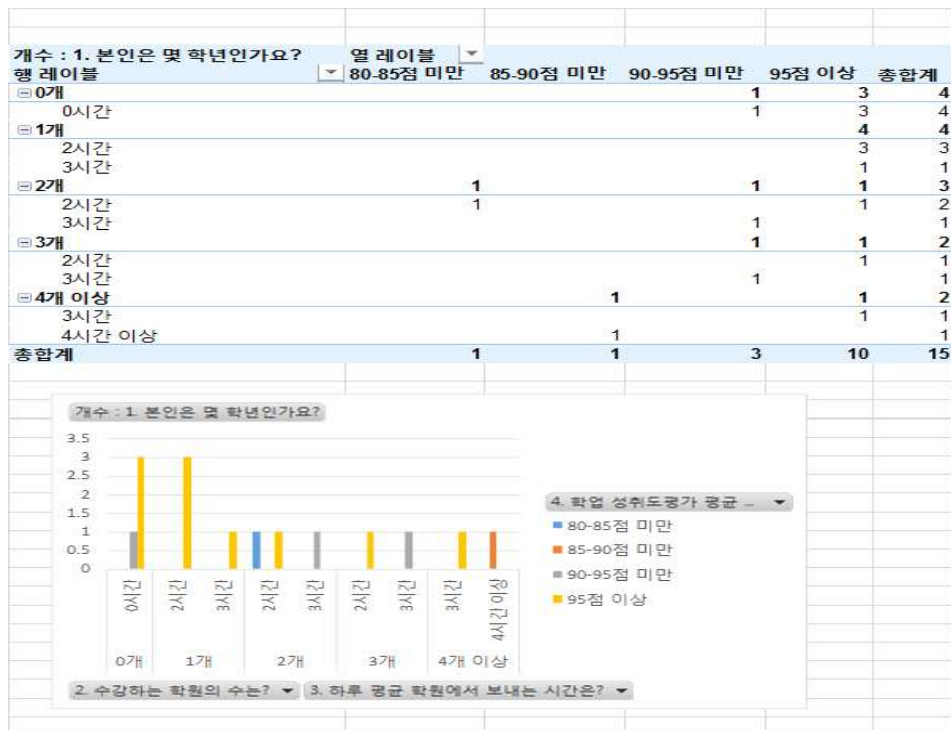 개수 : 1. 본인은 몇 학년인가요? 열 레이블
행 레이블 80-85점 미만 85-90점 미만 90-95점 미만 95점 이상 총합계
0개 1 3 4
0시간 1 3 4
1개 4 4
2시간 3 3
3시간 1 1
2개 1 1 1 3
2시간 1 1 2
3시간 1 1
3개 1 1 2
2시간 1 1
3시간 1 1
4개 이상 1 1 2
3시간 1 1
4시간 이상 1 1
총합계 1 1 3 10 15
개수 : 1. 본인은 몇 학년인가요?
3.5
3
2.5
2
1.5
1
0.5
0
0시간 2시간 3시간 2시간 3시간 2시간 3시간 3시간 4시간 이상
0개 1개 2개 3개 4개 이상
4. 학업 성취도평가 평균 ...
80-85점 미만
85-90점 미만
90-95점 미만
95점 이상
2. 수강하는 학원의 수는? 3. 하루 평균 학원에서 보내는 시간은?